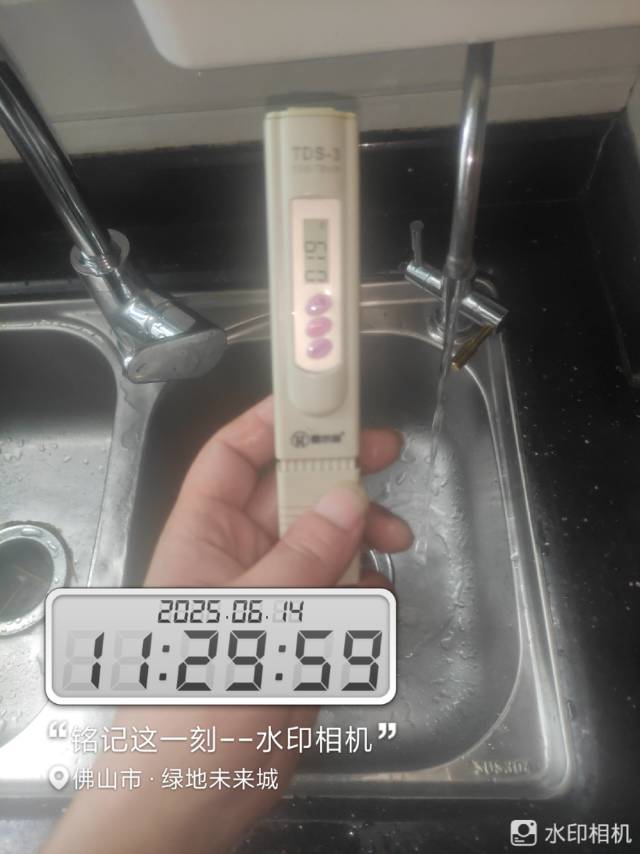 TDS-3
019
2025.06.14
11:29:59
“铭记这一刻--水印相机”
佛山市·绿地未来城
SUS304
水印相机